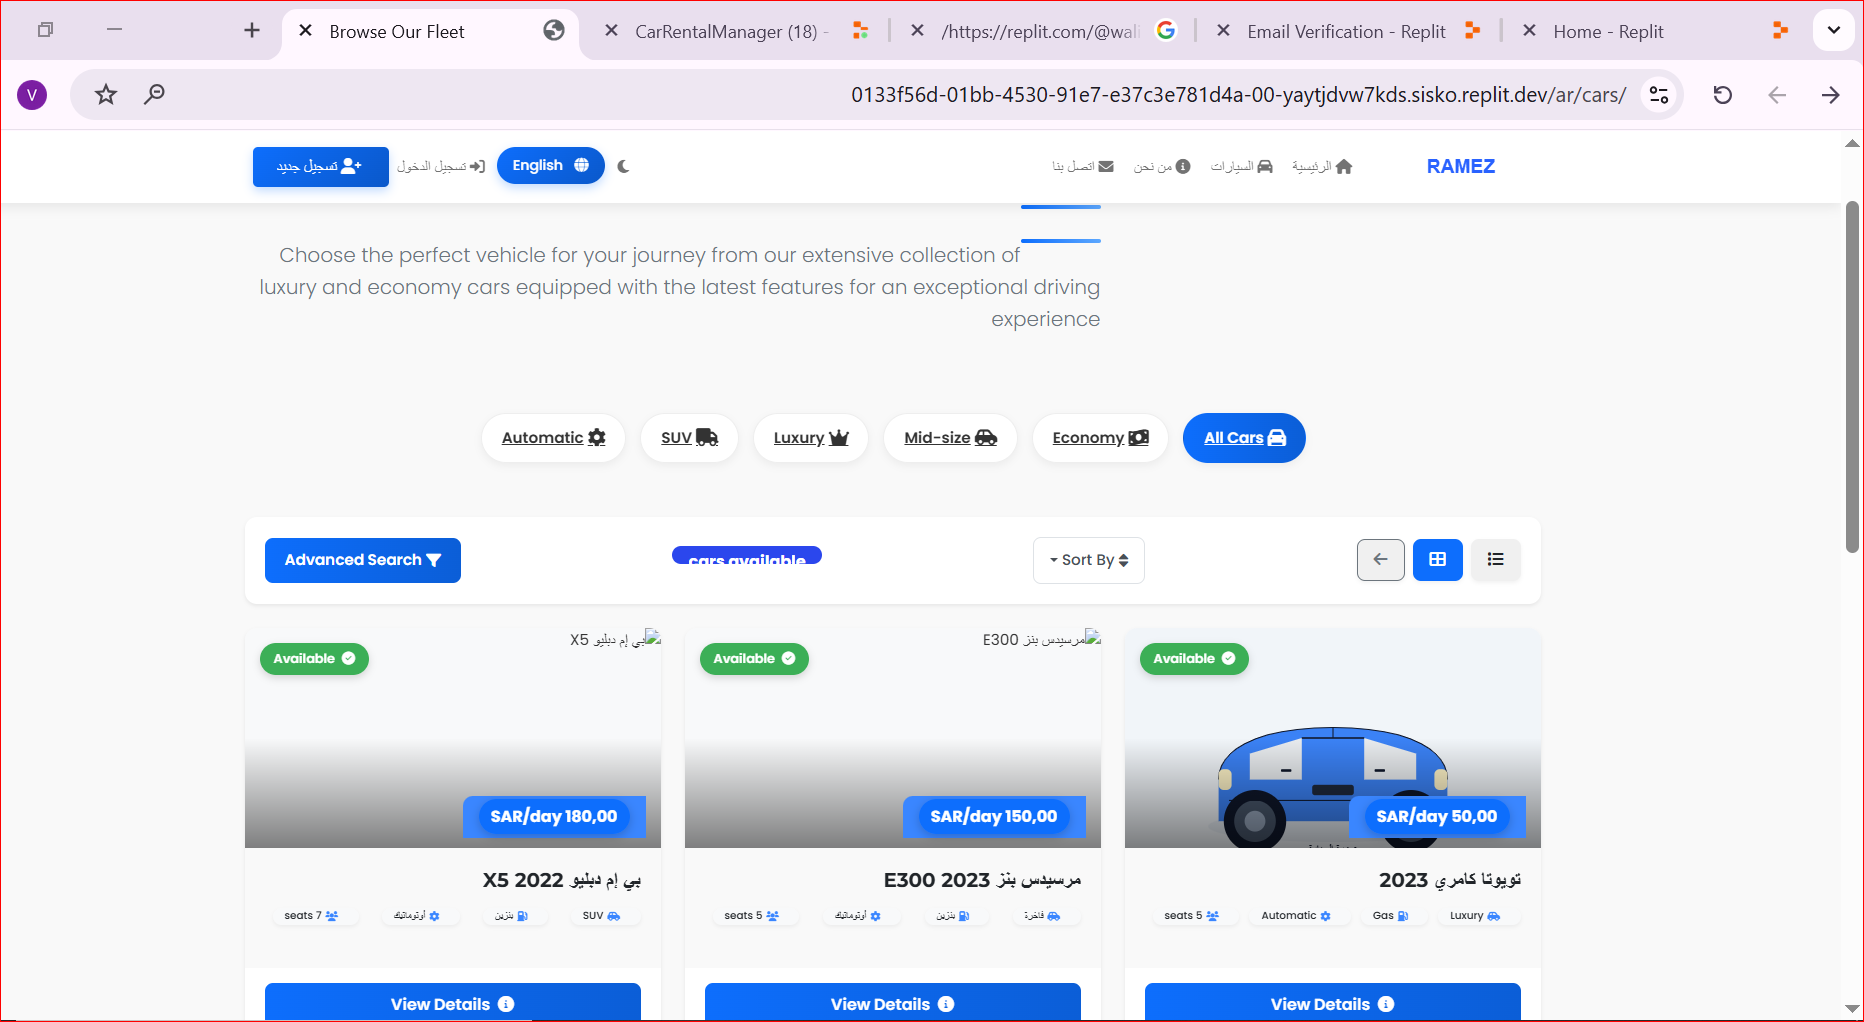 Browse Our Fleet
CarRentalManager (18) -
/https://replit.com/@wali
Email Verification - Replit
Home - Replit
V
0133f56d-01bb-4530-91e7-e37c3e781d4a-00-yaytjdvw7kds.sisko.replit.dev/ar/cars/
RAMEZ
الرئيسية
السيارات
من نحن
اتصل بنا
English
تسجيل الدخول
تسجيل جديد
Choose the perfect vehicle for your journey from our extensive collection of
luxury and economy cars equipped with the latest features for an exceptional driving
experience
All Cars
Economy
Mid-size
Luxury
SUV
Automatic
Sort By
cars available
Advanced Search
Available
SAR/day 50,00
تويوتا كامري 2023
Luxury
Gas
Automatic
seats 5
View Details
مرسيدس بنز E300
Available
SAR/day 150,00
مرسيدس بنز E300 2023
فاخرة
بنزين
أوتوماتيك
seats 5
View Details
بي إم دبليو X5
Available
SAR/day 180,00
بي إم دبليو X5 2022
SUV
بنزين
أوتوماتيك
seats 7
View Details